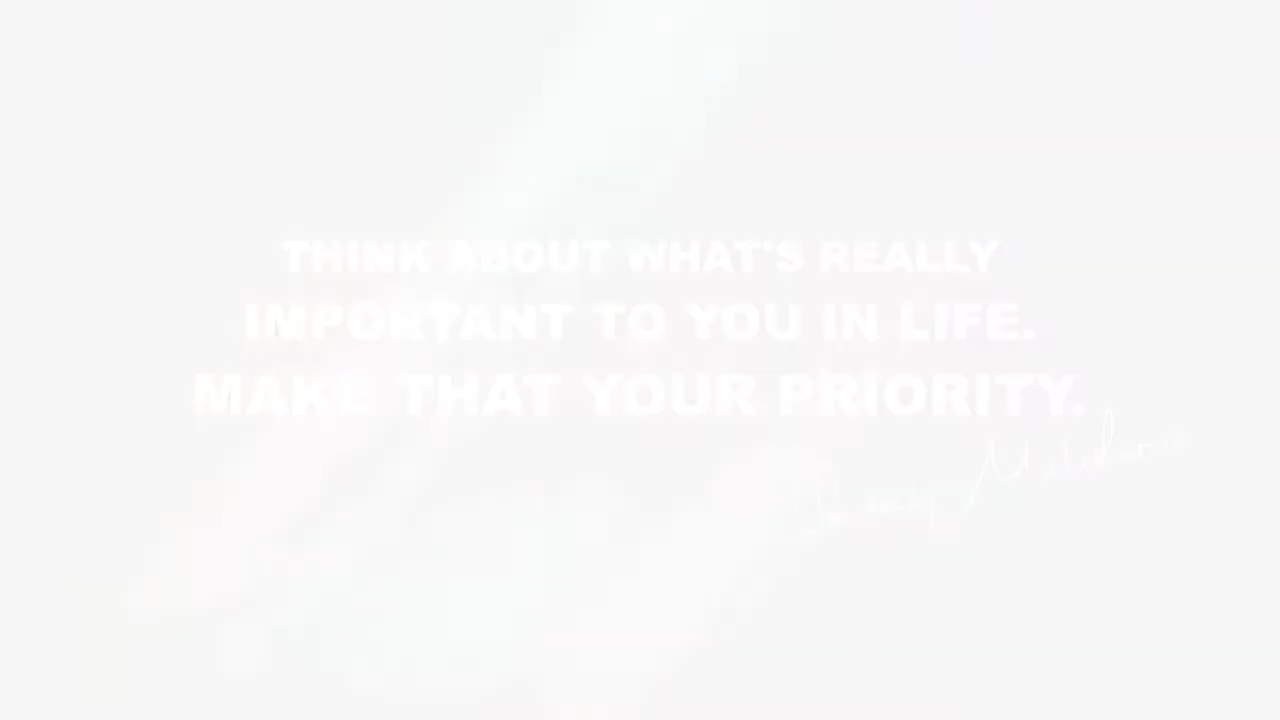 THINK ABOUT WHAT'S REALLY
IMPORTANT TO YOU IN LIFE.
MAKE THAT YOUR PRIORITY.